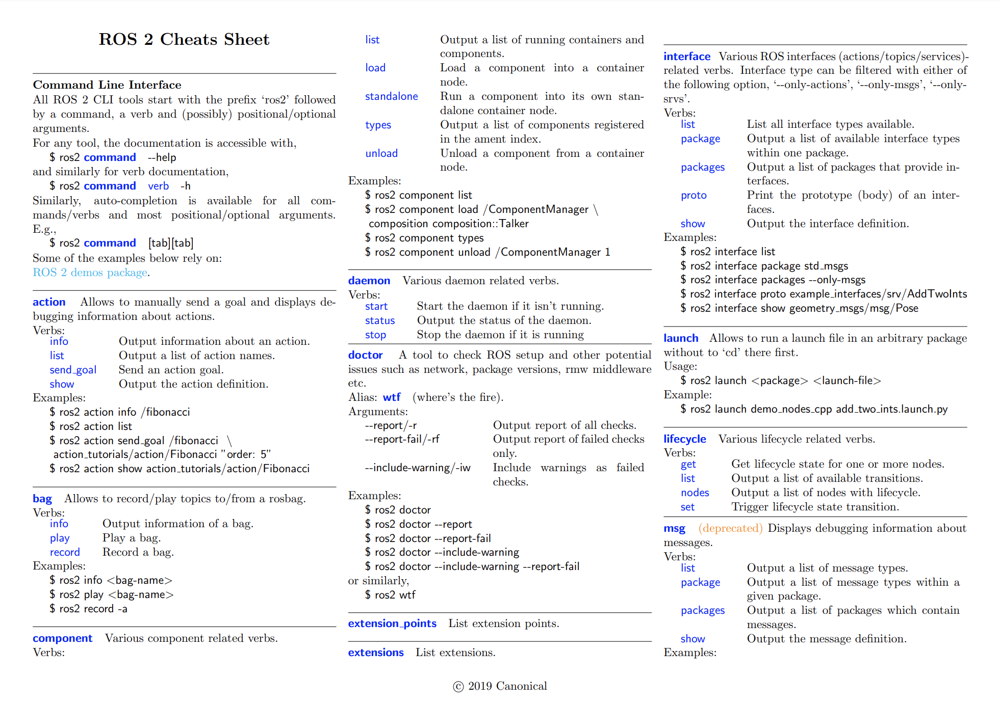 ROS 2 Cheats Sheet
Command Line Interface
All ROS 2 CLI tools start with the prefix ‘ros2’ followed
by a command, a verb and (possibly) positional/optional
arguments.
For any tool, the documentation is accessible with,
$ ros2 command --help
and similarly for verb documentation,
$ ros2 command verb -h
Similarly, auto-completion is available for all com-
mands/verbs and most positional/optional arguments.
E.g.,
$ ros2 command [tab][tab]
Some of the examples below rely on:
ROS 2 demos package.
action Allows to manually send a goal and displays de-
bugging information about actions.
Verbs:
info Output information about an action.
list Output a list of action names.
send_goal Send an action goal.
show Output the action definition.
Examples:
$ ros2 action info /fibonacci
$ ros2 action list
$ ros2 action send_goal /fibonacci \
action_tutorials/action/Fibonacci "order: 5"
$ ros2 action show action_tutorials/action/Fibonacci
bag Allows to record/play topics to/from a rosbag.
Verbs:
info Output information of a bag.
play Play a bag.
record Record a bag.
Examples:
$ ros2 info <bag-name>
$ ros2 play <bag-name>
$ ros2 record -a
component Various component related verbs.
Verbs:
list Output a list of running containers and
components.
load Load a component into a container
node.
standalone Run a component into its own stan-
dalone container node.
types Output a list of components registered
in the ament index.
unload Unload a component from a container
node.
Examples:
$ ros2 component list
$ ros2 component load /ComponentManager \
composition composition::Talker
$ ros2 component types
$ ros2 component unload /ComponentManager 1
daemon Various daemon related verbs.
Verbs:
start Start the daemon if it isn’t running.
status Output the status of the daemon.
stop Stop the daemon if it is running
doctor A tool to check ROS setup and other potential
issues such as network, package versions, rmw middleware
etc.
Alias: wtf (where’s the fire).
Arguments:
--report/-r Output report of all checks.
--report-fail/-rf Output report of failed checks
only.
--include-warning/-iw Include warnings as failed
checks.
Examples:
$ ros2 doctor
$ ros2 doctor --report
$ ros2 doctor --report-fail
$ ros2 doctor --include-warning
$ ros2 doctor --include-warning --report-fail
or similarly,
$ ros2 wtf
extension_points List extension points.
extensions List extensions.
interface Various ROS interfaces (actions/topics/services)-
related verbs. Interface type can be filtered with either of
the following option, ‘--only-actions’, ‘--only-msgs’, ‘--only-
srvs’.
Verbs:
list List all interface types available.
package Output a list of available interface types
within one package.
packages Output a list of packages that provide in-
terfaces.
proto Print the prototype (body) of an inter-
faces.
show Output the interface definition.
Examples:
$ ros2 interface list
$ ros2 interface package std_msgs
$ ros2 interface packages --only-msgs
$ ros2 interface proto example_interfaces/srv/AddTwoInts
$ ros2 interface show geometry_msgs/msg/Pose
launch Allows to run a launch file in an arbitrary package
without to ‘cd’ there first.
Usage:
$ ros2 launch <package> <launch-file>
Example:
$ ros2 launch demo_nodes_cpp add_two_ints.launch.py
lifecycle Various lifecycle related verbs.
Verbs:
get Get lifecycle state for one or more nodes.
list Output a list of available transitions.
nodes Output a list of nodes with lifecycle.
set Trigger lifecycle state transition.
msg (deprecated) Displays debugging information about
messages.
Verbs:
list Output a list of message types.
package Output a list of message types within a
given package.
packages Output a list of packages which contain
messages.
show Output the message definition.
Examples:
© 2019 Canonical